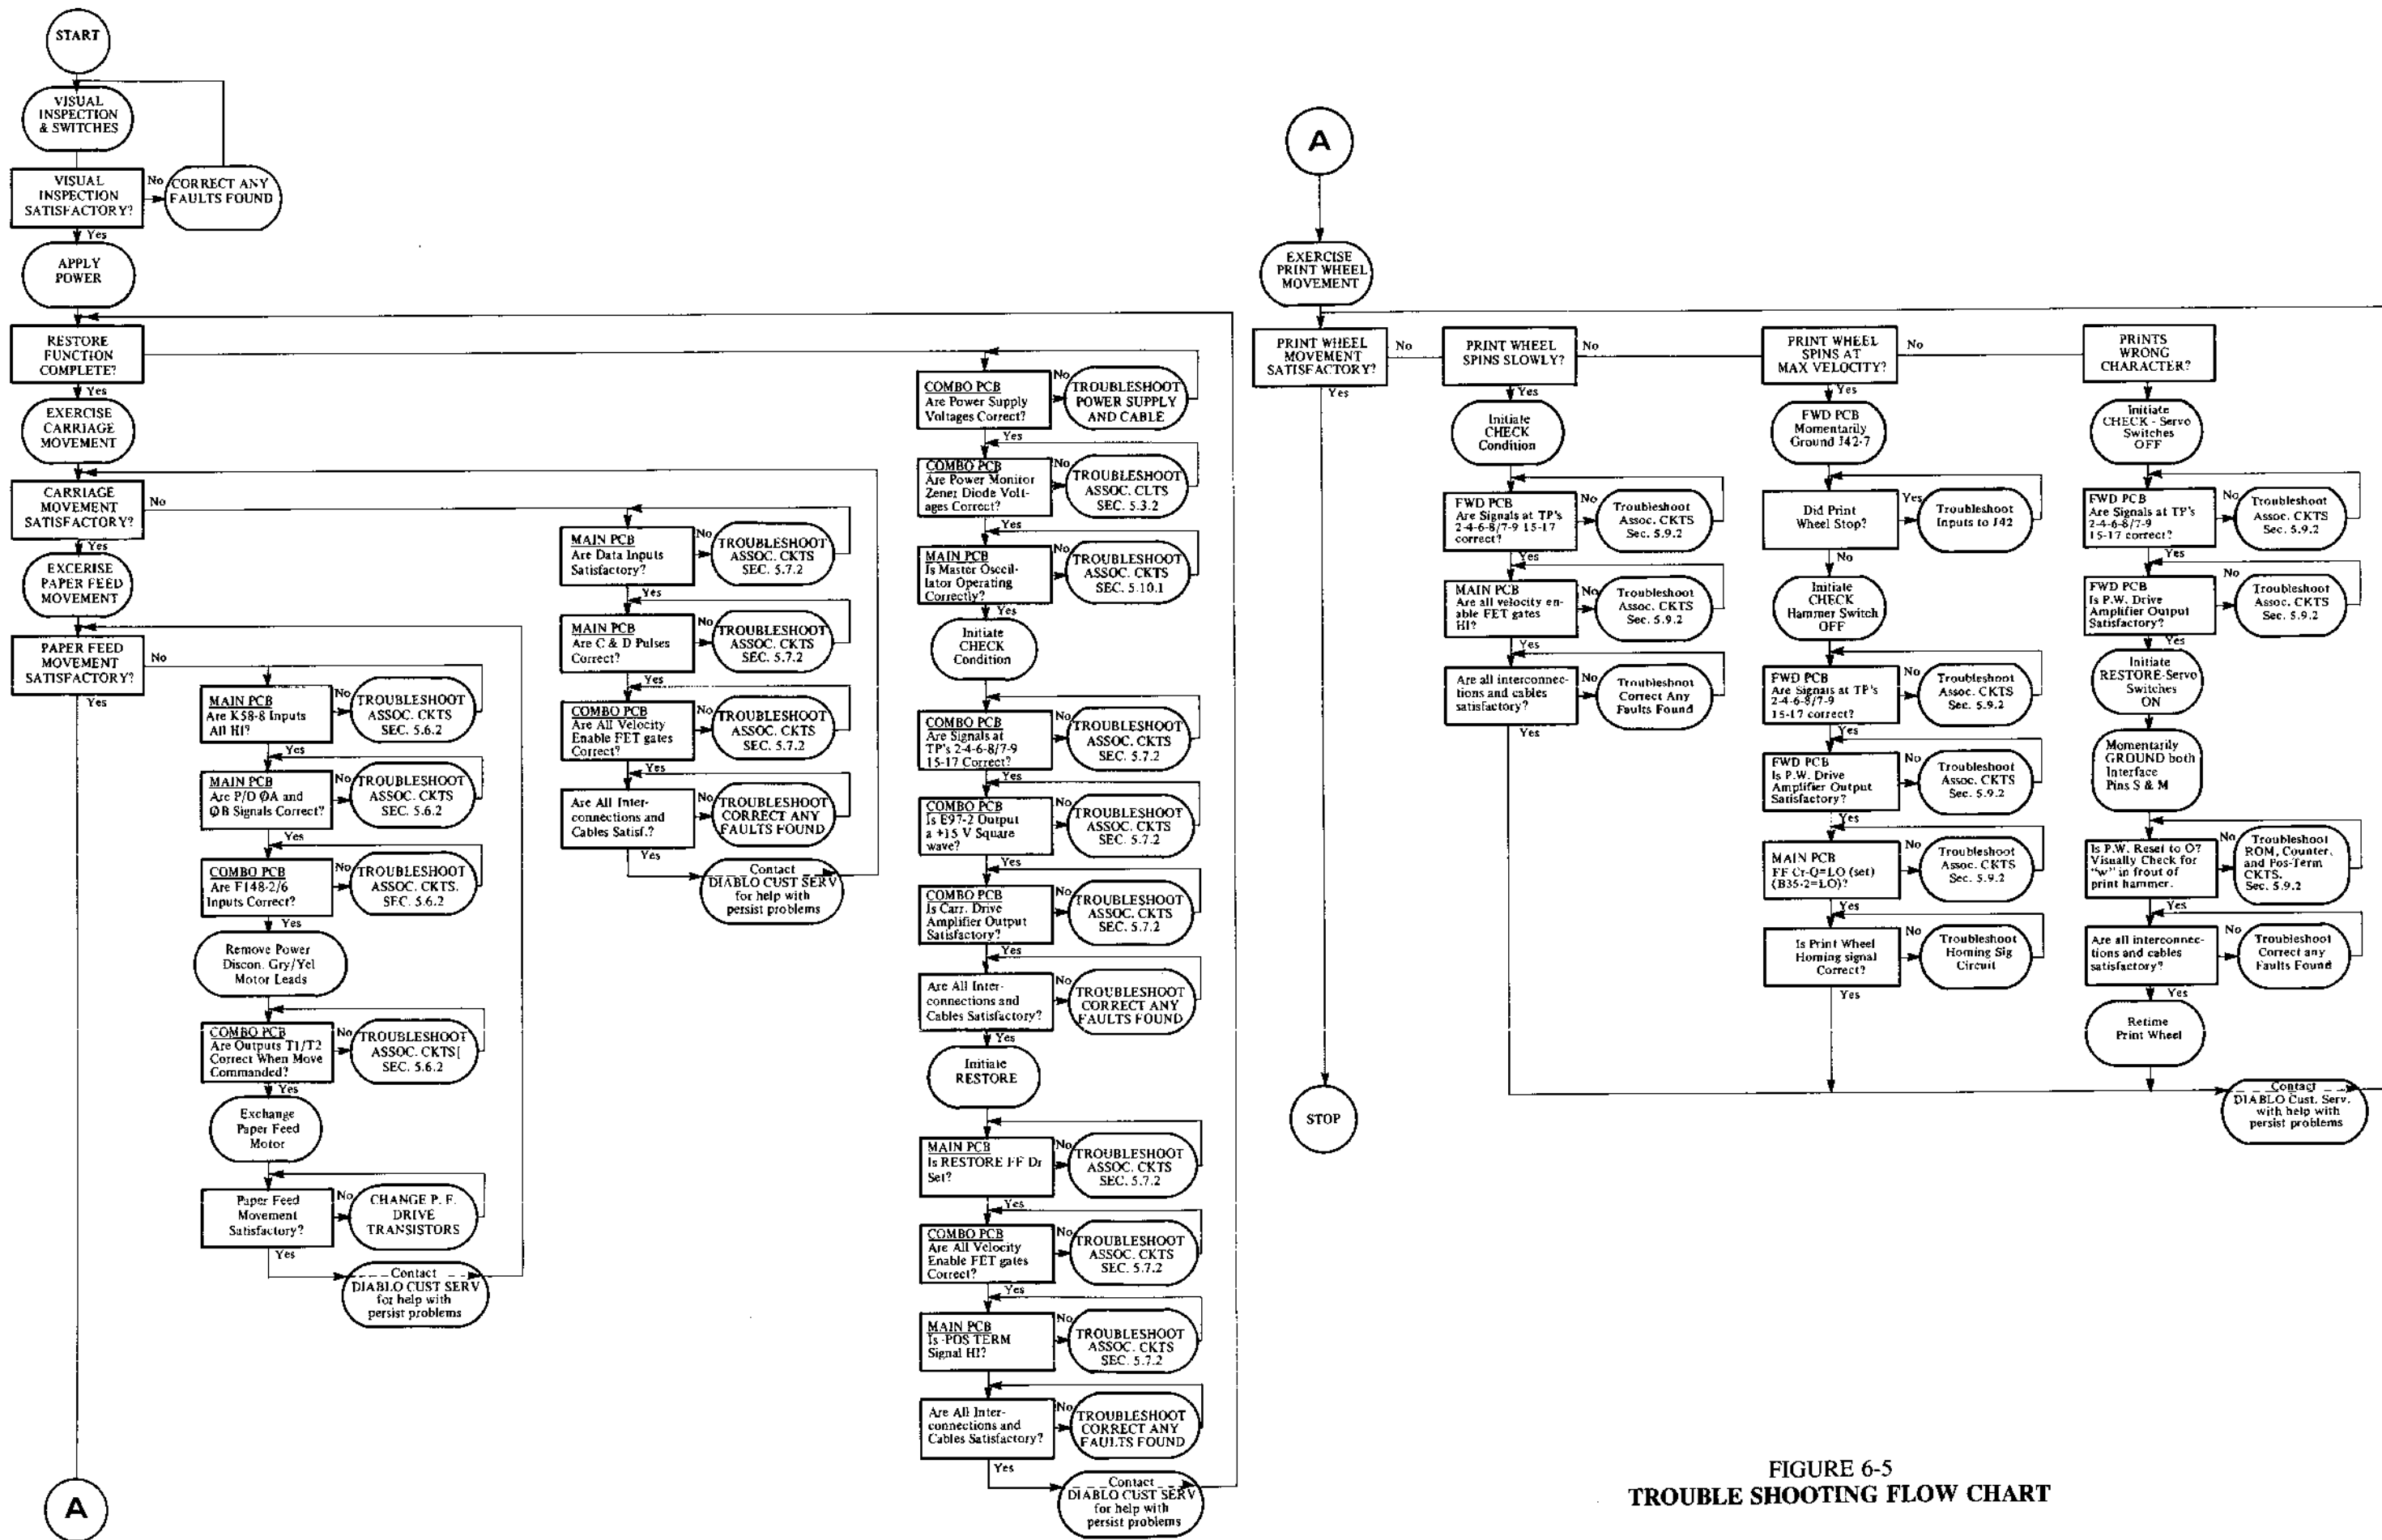 START
VISUAL
INSPECTION
& SWITCHES
VISUAL
INSPECTION
SATISFACTORY?
No
CORRECT ANY
FAULTS FOUND
Yes
APPLY
POWER
RESTORE
FUNCTION
COMPLETE?
Yes
EXERCISE
CARRIAGE
MOVEMENT
CARRIAGE
MOVEMENT
SATISFACTORY?
No
Yes
EXCERISE
PAPER FEED
MOVEMENT
PAPER FEED
MOVEMENT
SATISFACTORY?
No
Yes
A
MAIN PCB
Are K58-8 Inputs
All HI?
No
TROUBLESHOOT
ASSOC. CKTS
SEC. 5.6.2
Yes
MAIN PCB
Are P/D ØA and
ØB Signals Correct?
No
TROUBLESHOOT
ASSOC. CKTS
SEC. 5.6.2
Yes
COMBO PCB
Are F148-2/6
Inputs Correct?
No
TROUBLESHOOT
ASSOC. CKTS.
SEC. 5.6.2
Yes
Remove Power
Discon. Gry/Yel
Motor Leads
COMBO PCB
Are Outputs T1/T2
Correct When Move
Commanded?
No
TROUBLESHOOT
ASSOC. CKTS[
SEC. 5.6.2
Yes
Exchange
Paper Feed
Motor
Paper Feed
Movement
Satisfactory?
No
CHANGE P. F.
DRIVE
TRANSISTORS
Yes
Contact
DIABLO CUST SERV
for help with
persist problems
MAIN PCB
Are Data Inputs
Satisfactory?
No
TROUBLESHOOT
ASSOC. CKTS
SEC. 5.7.2
Yes
MAIN PCB
Are C & D Pulses
Correct?
No
TROUBLESHOOT
ASSOC. CKTS
SEC. 5.7.2
Yes
COMBO PCB
Are All Velocity
Enable FET gates
Correct?
No
TROUBLESHOOT
ASSOC. CKTS
SEC. 5.7.2
Yes
Are All Inter-
connections and
Cables Satisf.?
No
TROUBLESHOOT
CORRECT ANY
FAULTS FOUND
Yes
Contact
DIABLO CUST SERV
for help with
persist problems
COMBO PCB
Are Power Supply
Voltages Correct?
No
TROUBLESHOOT
POWER SUPPLY
AND CABLE
Yes
COMBO PCB
Are Power Monitor
Zener Diode Volt-
ages Correct?
No
TROUBLESHOOT
ASSOC. CLTS
SEC. 5.3.2
Yes
MAIN PCB
Is Master Oscil-
lator Operating
Correctly?
No
TROUBLESHOOT
ASSOC. CKTS
SEC. 5.10.1
Yes
Initiate
CHECK
Condition
COMBO PCB
Are Signals at
TP's 2-4-6-8/7-9
15-17 Correct?
No
TROUBLESHOOT
ASSOC. CKTS
SEC. 5.7.2
Yes
COMBO PCB
Is E97-2 Output
a +15 V Square
wave?
No
TROUBLESHOOT
ASSOC. CKTS
SEC. 5.7.2
Yes
COMBO PCB
Is Carr. Drive
Amplifier Output
Satisfactory?
No
TROUBLESHOOT
ASSOC. CKTS
SEC. 5.7.2
Yes
Are All Inter-
connections and
Cables Satisfactory?
No
TROUBLESHOOT
CORRECT ANY
FAULTS FOUND
Yes
Initiate
RESTORE
MAIN PCB
Is RESTORE FF Dr
Set?
No
TROUBLESHOOT
ASSOC. CKTS
SEC. 5.7.2
Yes
COMBO PCB
Are All Velocity
Enable FET gates
Correct?
No
TROUBLESHOOT
ASSOC. CKTS
SEC. 5.7.2
Yes
MAIN PCB
Is -POS TERM
Signal HI?
No
TROUBLESHOOT
ASSOC. CKTS
SEC. 5.7.2
Yes
Are All Inter-
connections and
Cables Satisfactory?
No
TROUBLESHOOT
CORRECT ANY
FAULTS FOUND
Yes
Contact
DIABLO CUST SERV
for help with
persist problems
A
EXERCISE
PRINT WHEEL
MOVEMENT
PRINT WHEEL
MOVEMENT
SATISFACTORY?
No
Yes
STOP
PRINT WHEEL
SPINS SLOWLY?
No
Yes
Initiate
CHECK
Condition
FWD PCB
Are Signals at TP's
2-4-6-8/7-9 15-17
correct?
No
Troubleshoot
Assoc. CKTS
Sec. 5.9.2
Yes
MAIN PCB
Are all velocity en-
able FET gates
HI?
No
Troubleshoot
Assoc. CKTS
Sec. 5.9.2
Yes
Are all interconnec-
tions and cables
satisfactory?
No
Troubleshoot
Correct Any
Faults Found
Yes
PRINT WHEEL
SPINS AT
MAX VELOCITY?
No
Yes
FWD PCB
Momentarily
Ground J42-7
Did Print
Wheel Stop?
Yes
Troubleshoot
Inputs to J42
No
Initiate
CHECK
Hammer Switch
OFF
FWD PCB
Are Signals at TP's
2-4-6-8/7-9
15-17 correct?
No
Troubleshoot
Assoc. CKTS
Sec. 5.9.2
Yes
FWD PCB
Is P.W. Drive
Amplifier Output
Satisfactory?
No
Troubleshoot
Assoc. CKTS
Sec. 5.9.2
Yes
MAIN PCB
FF Cr-Q=LO (set)
(B35-2=LO)?
No
Troubleshoot
Assoc. CKTS
Sec. 5.9.2
Yes
Is Print Wheel
Homing signal
Correct?
No
Troubleshoot
Homing Sig
Circuit
Yes
PRINTS
WRONG
CHARACTER?
Initiate
CHECK - Servo
Switches
OFF
FWD PCB
Are Signals at TP's
2-4-6-8/7-9
15-17 correct?
No
Troubleshoot
Assoc. CKTS
Sec. 5.9.2
Yes
FWD PCB
Is P.W. Drive
Amplifier Output
Satisfactory?
No
Troubleshoot
Assoc. CKTS
Sec. 5.9.2
Yes
Initiate
RESTORE-Servo
Switches
ON
Momentarily
GROUND both
Interface
Pins S & M
Is P.W. Reset to O?
Visually Check for
"w" in front of
print hammer.
No
Troubleshoot
ROM, Counter,
and Pos-Term
CKTS.
Sec. 5.9.2
Yes
Are all interconnec-
tions and cables
satisfactory?
No
Troubleshoot
Correct any
Faults Found
Yes
Retime
Print Wheel
Contact
DIABLO Cust. Serv.
with help with
persist problems
FIGURE 6-5
TROUBLE SHOOTING FLOW CHART